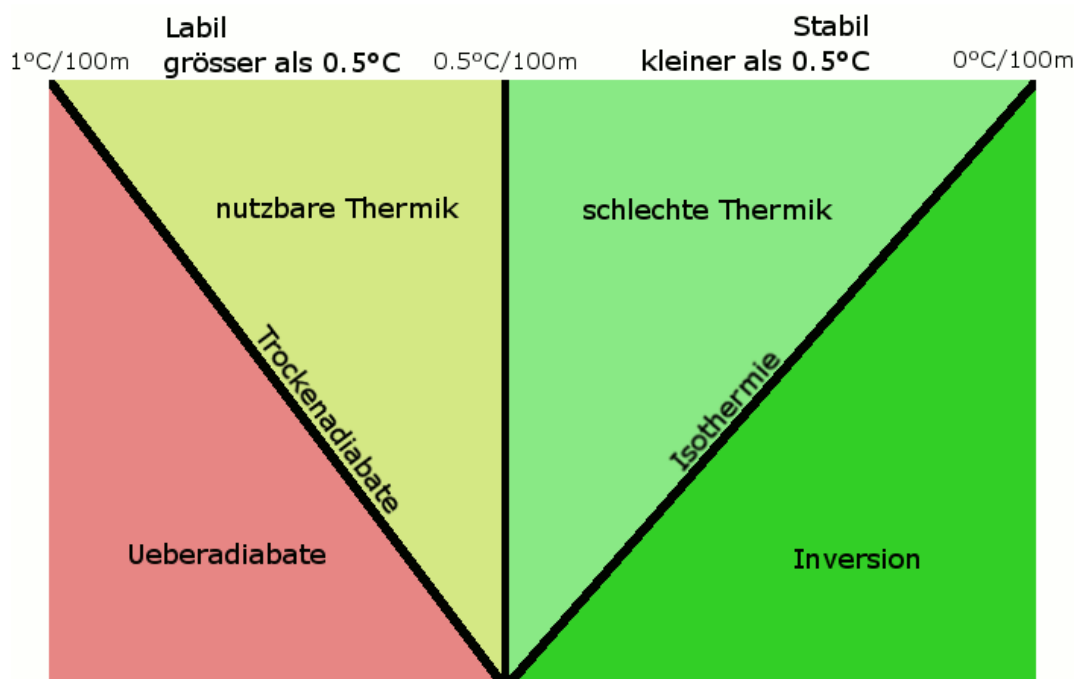 Labil
Stabil
1°C/100m
grösser als 0.5°C
0.5°C/100m
kleiner als 0.5°C
0°C/100m
nutzbare Thermik
schlechte Thermik
Trockenadiabate
Isothermie
Ueberadiabate
Inversion